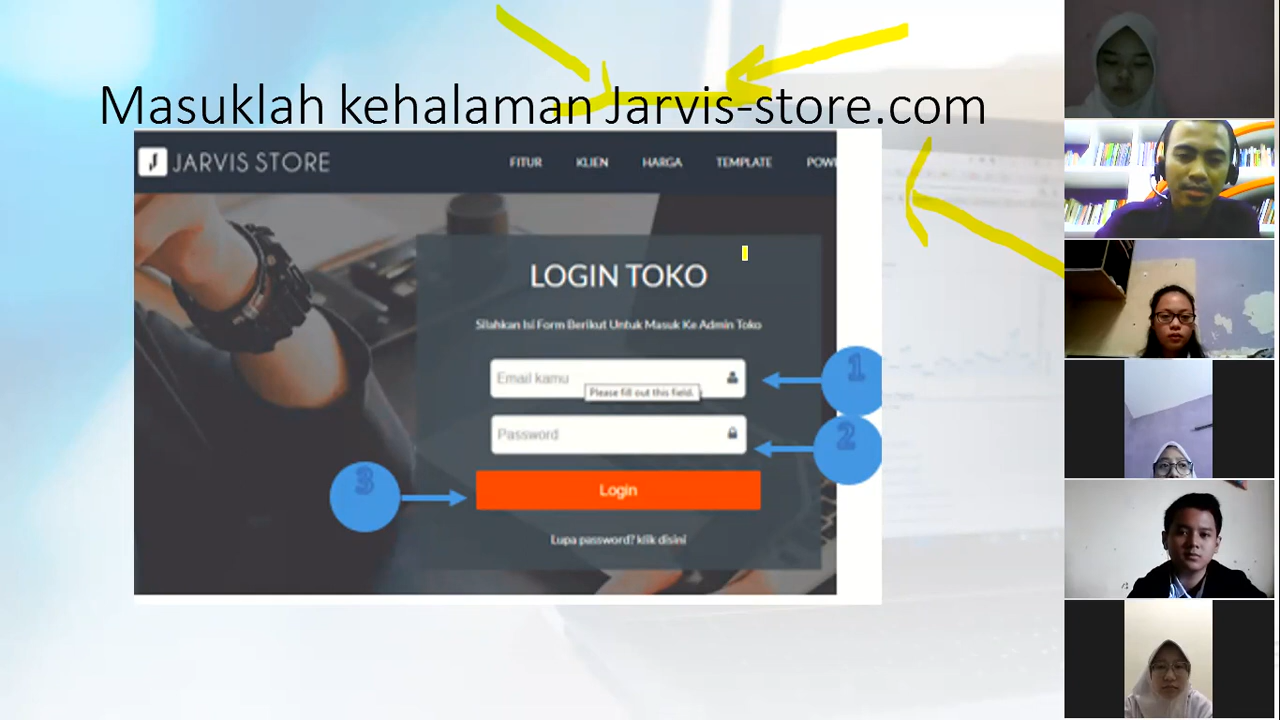 Masuklah kehalaman Jarvis-store.com
J JARVIS STORE
FITUR KLIEN HARGA TEMPLATE POW
LOGIN TOKO
Silahkan Isi Form Berikut Untuk Masuk Ke Admin Toko
Email kamu
Please fill out this field.
1
Password
2
3
Login
Lupa password? klik disini